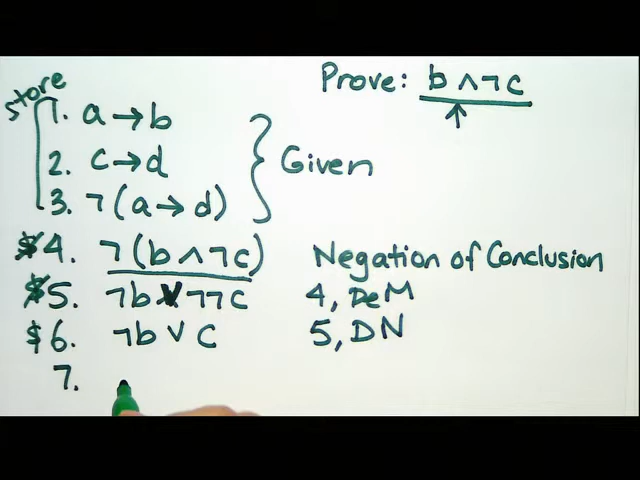 Prove: b ∧ ¬ c
store
1. a → b
2. c → d
3. ¬ ( a → d )
Given
$4. ¬ ( b ∧ ¬ c ) Negation of Conclusion
$5. ¬b ∨ ¬¬c 4, DeM
$6. ¬b ∨ c 5, DN
7.